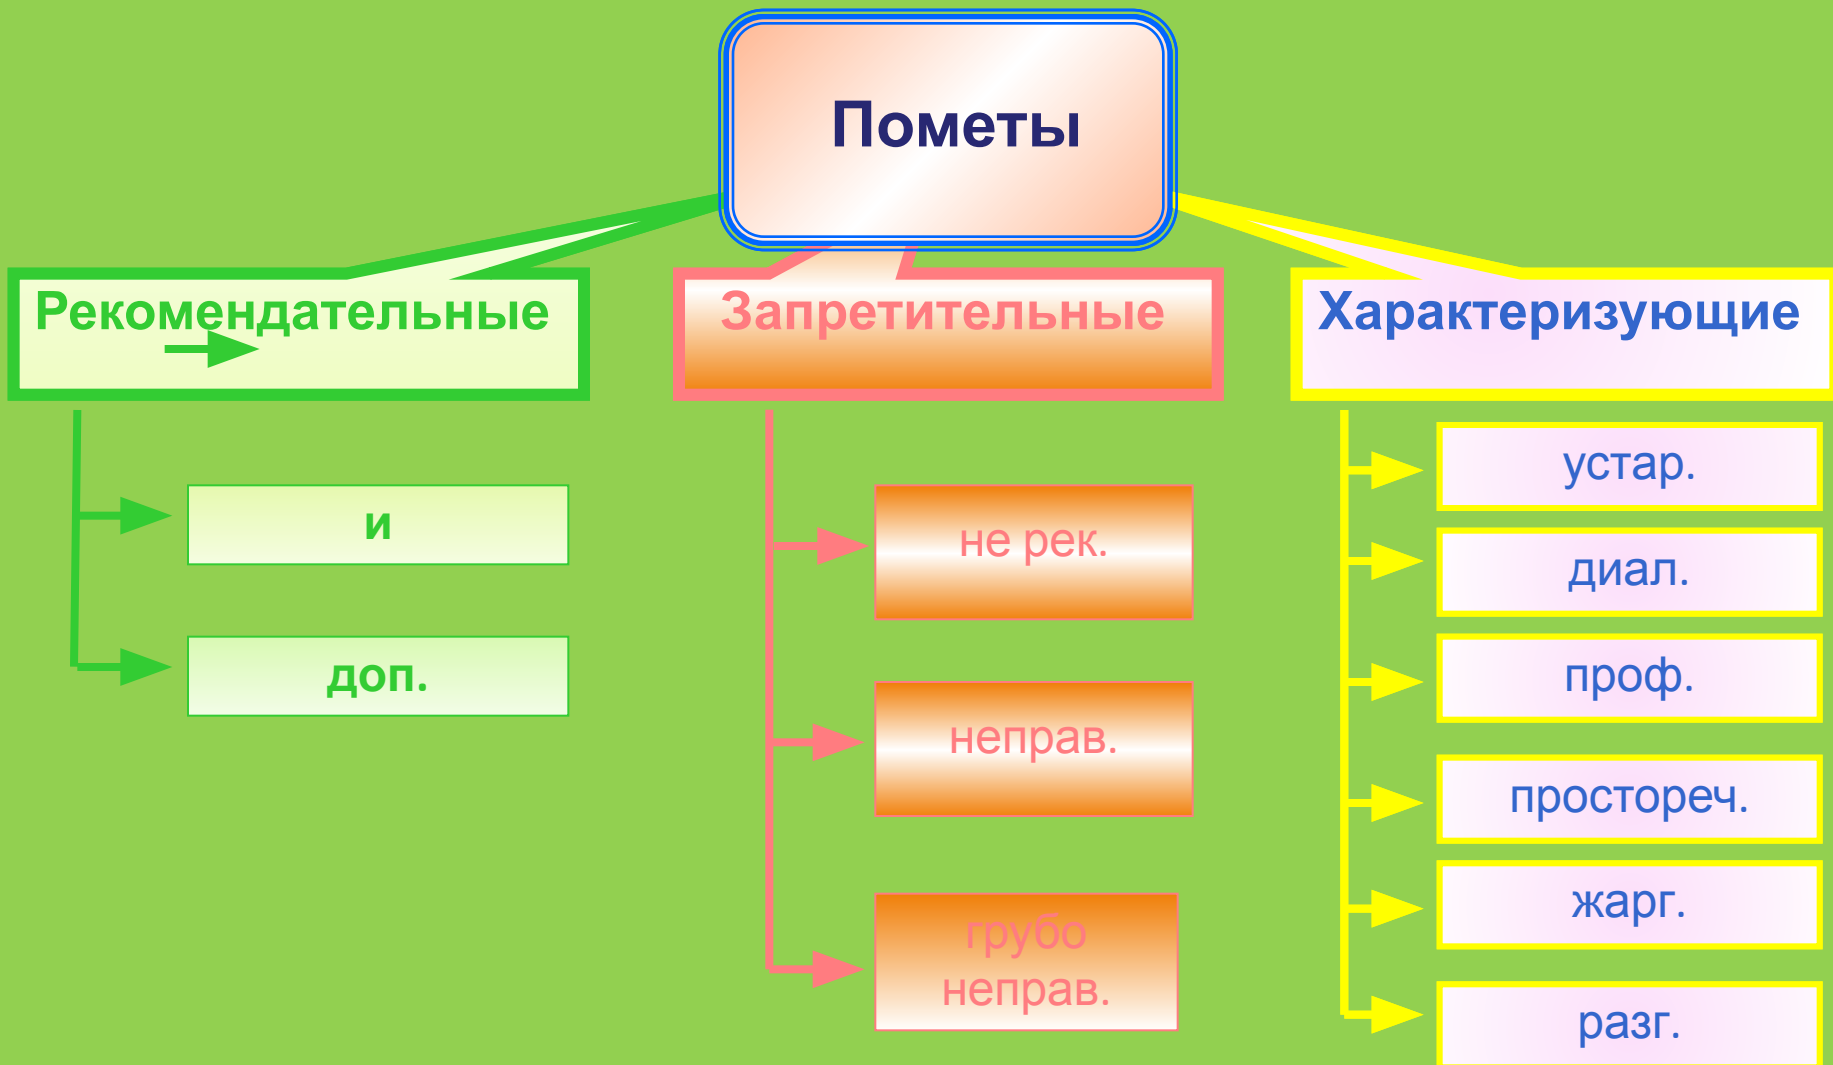 Пометы
Рекомендательные
и
доп.
Запретительные
не рек.
неправ.
грубо
неправ.
Характеризующие
устар.
диал.
проф.
простореч.
жарг.
разг.